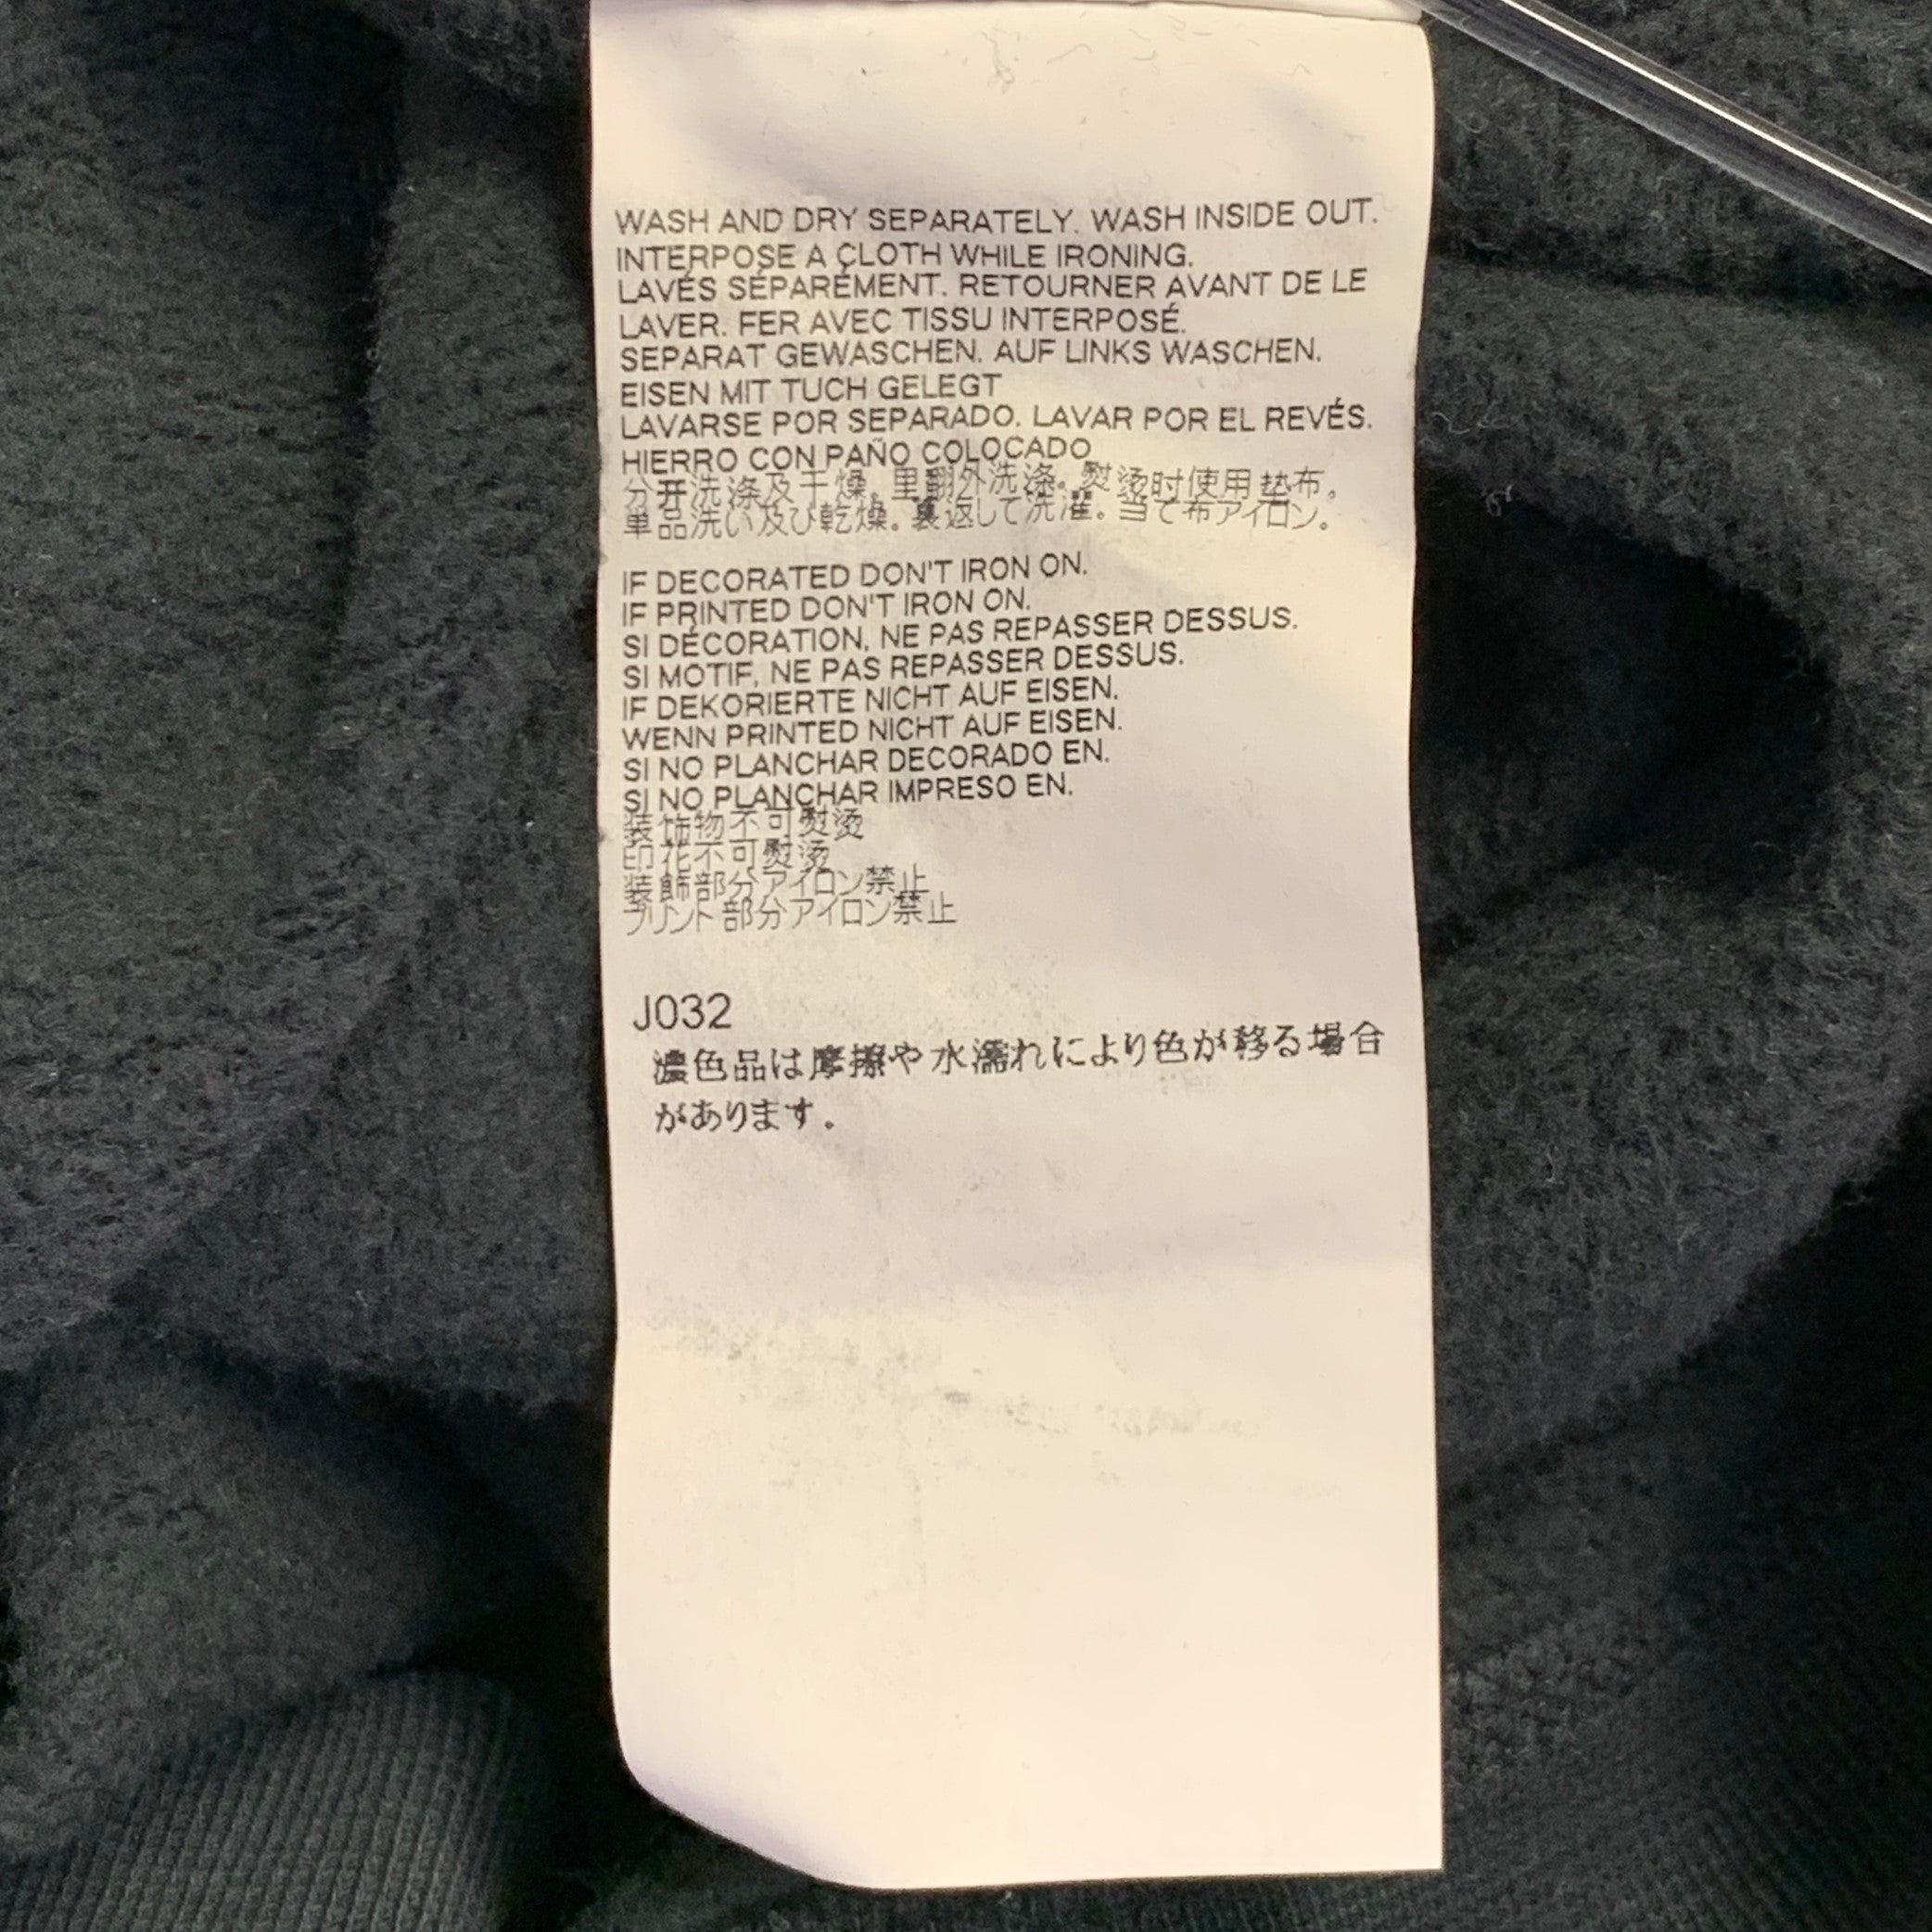 WASH AND DRY SEPARATELY. WASH INSIDE OUT.
INTERPOSE A CLOTH WHILE IRONING.
LAVÉS SÉPARÉMENT. RETOURNER AVANT DE LE
LAVER. FER AVEC TISSU INTERPOSÉ.
SEPARAT GEWASCHEN. AUF LINKS WASCHEN.
EISEN MIT TUCH GELEGT
LAVARSE POR SEPARADO. LAVAR POR EL REVÉS.
HIERRO CON PAÑO COLOCADO
分开洗涤及干燥。里翻外洗涤。熨烫时使用垫布。
単品洗い及び乾燥。裏返して洗濯。当て布アイロン。
IF DECORATED DON'T IRON ON.
IF PRINTED DON'T IRON ON.
SI DÉCORATION, NE PAS REPASSER DESSUS.
SI MOTIF, NE PAS REPASSER DESSUS.
IF DEKORIERTE NICHT AUF EISEN.
WENN PRINTED NICHT AUF EISEN.
SI NO PLANCHAR DECORADO EN.
SI NO PLANCHAR IMPRESO EN.
装饰物不可熨烫
印花不可熨烫
装飾部分アイロン禁止
プリント部分アイロン禁止
J032
濃色品は摩擦や水濡れにより色が移る場合
があります。